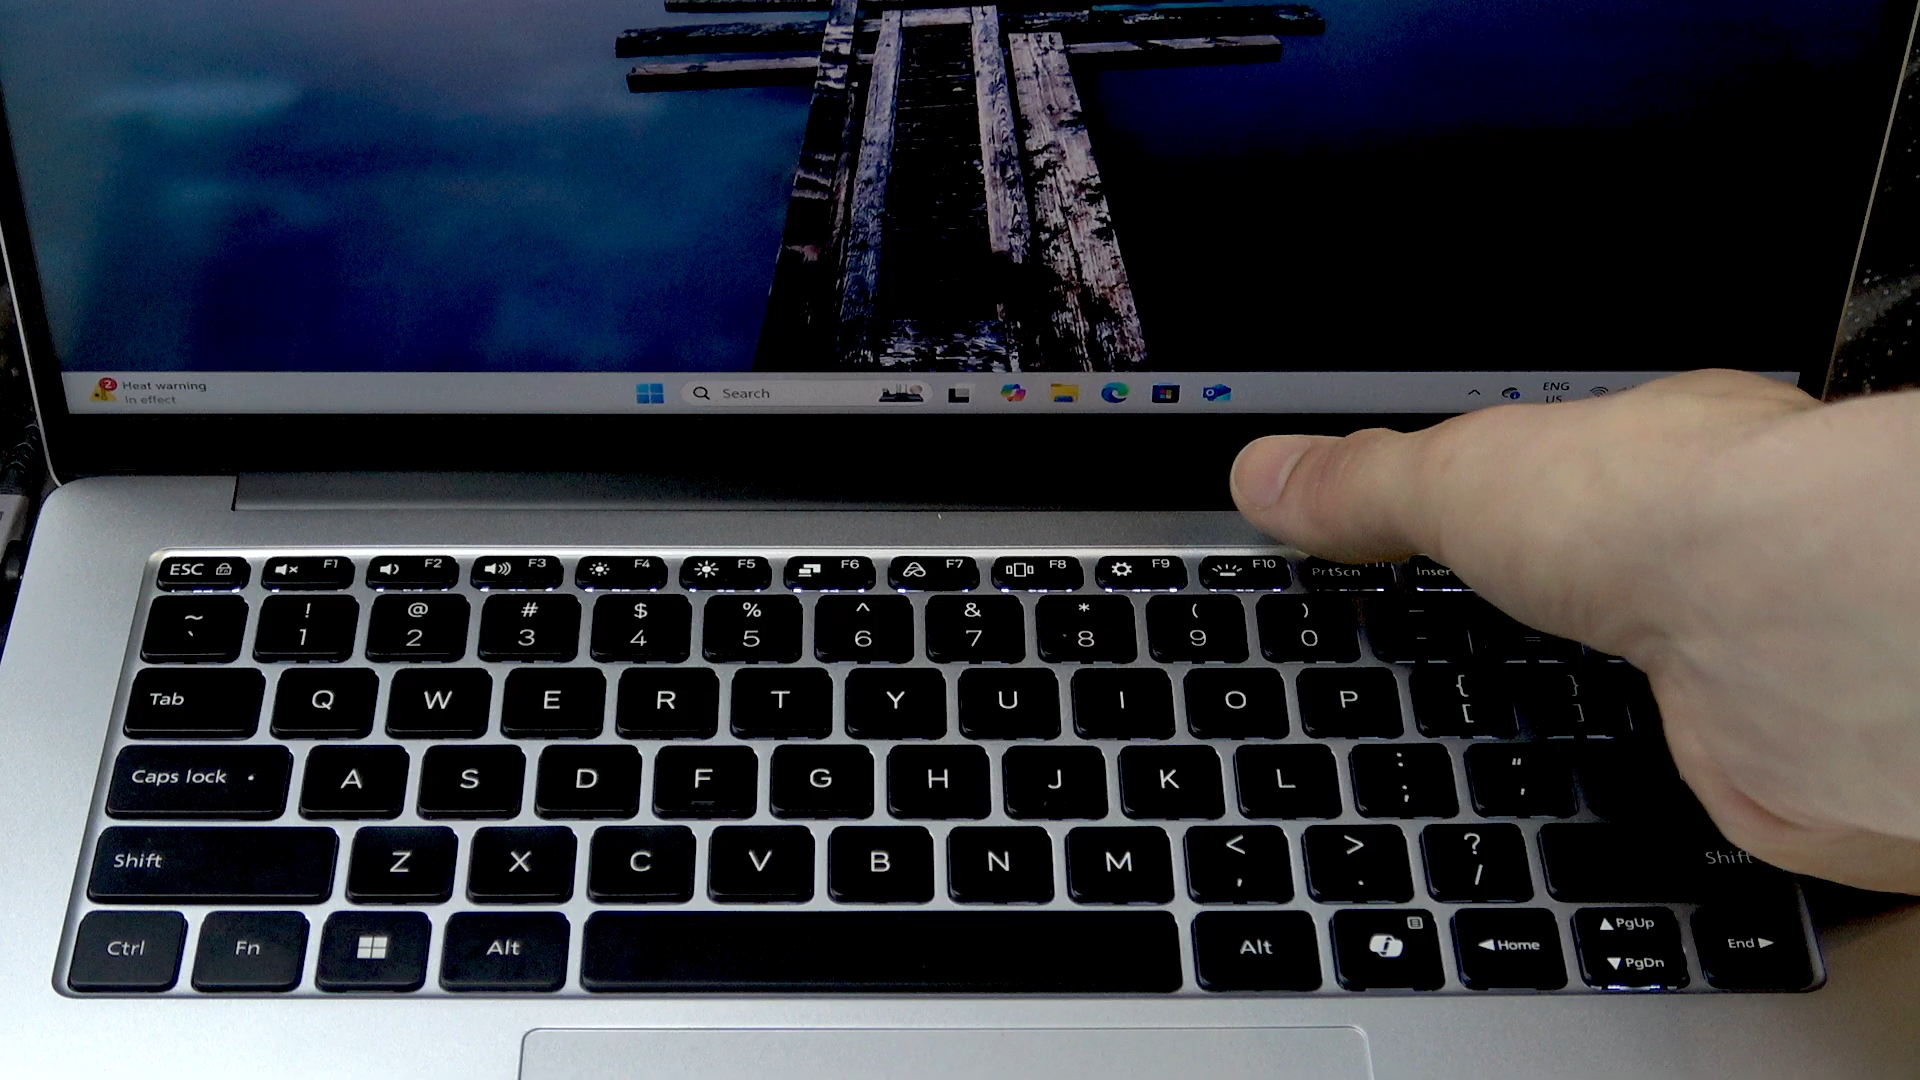 2
Heat warning
In effect
Search
ENG
US
ESC F1 F2 F3 F4 F5 F6 F7 F8 F9 F10 PrtScn
~ ! @ # $ % ^ & * ( ) _
` 1 2 3 4 5 6 7 8 9 0 - =
Tab Q W E R T Y U I O P { [ } ]
Caps lock A S D F G H J K L : ; " '
Shift Z X C V B N M < , > . ? / Shift
Ctrl Fn Alt Alt Home PgUp PgDn End